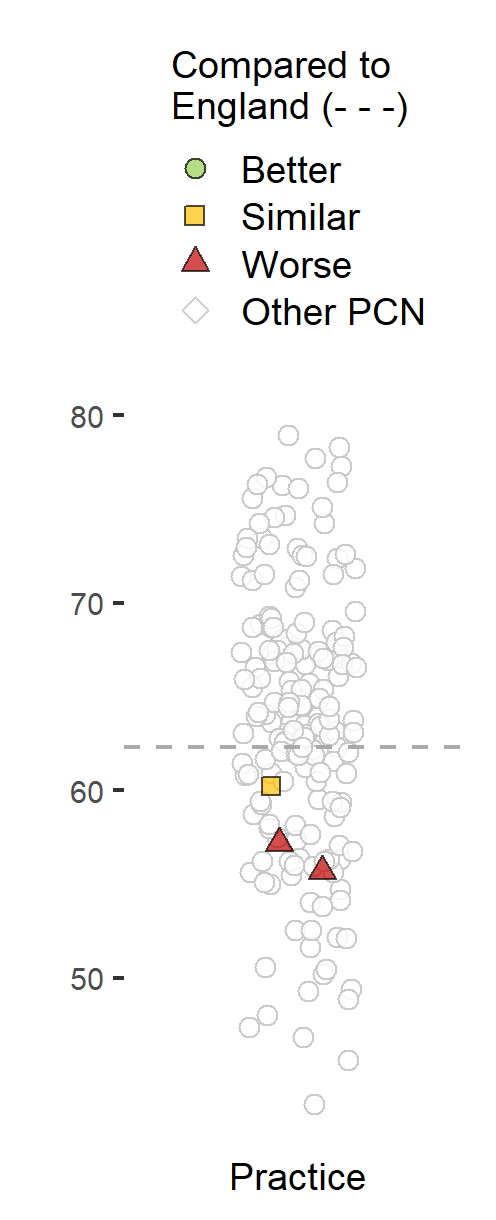 Compared to
England (- - -)
Better
Similar
Worse
Other PCN
80
70
60
50
Practice